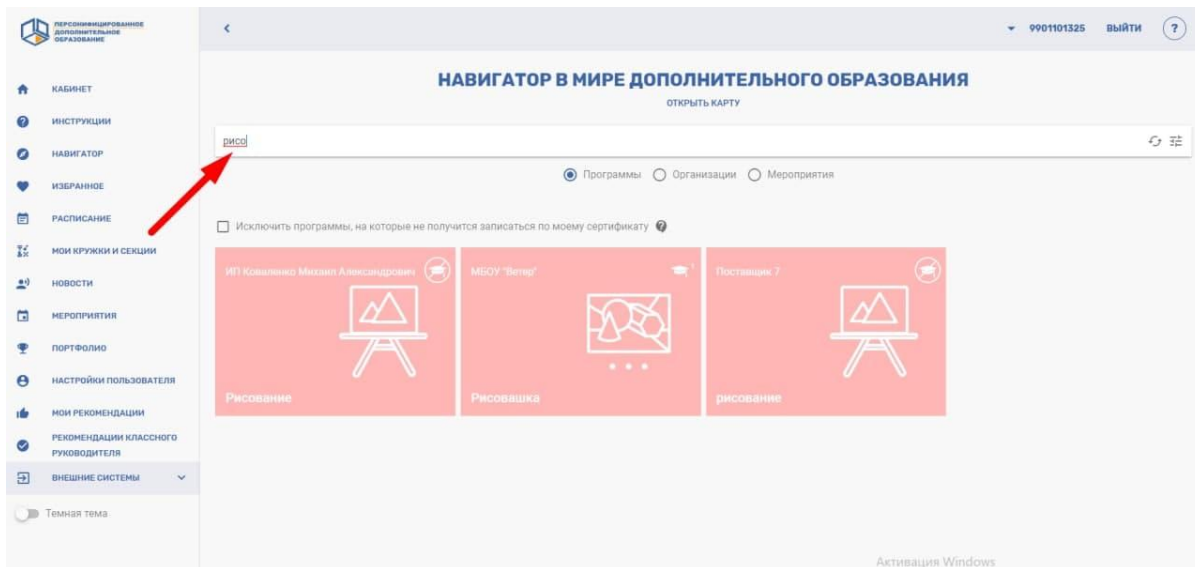 ПЕРСОНИФИЦИРОВАННОЕ
ДОПОЛНИТЕЛЬНОЕ
ОБРАЗОВАНИЕ
9901101325 ВЫЙТИ ?
КАБИНЕТ
ИНСТРУКЦИИ
НАВИГАТОР
ИЗБРАННОЕ
РАСПИСАНИЕ
МОИ КРУЖКИ И СЕКЦИИ
НОВОСТИ
МЕРОПРИЯТИЯ
ПОРТФОЛИО
НАСТРОЙКИ ПОЛЬЗОВАТЕЛЯ
МОИ РЕКОМЕНДАЦИИ
РЕКОМЕНДАЦИИ КЛАССНОГО
РУКОВОДИТЕЛЯ
ВНЕШНИЕ СИСТЕМЫ
Темная тема
НАВИГАТОР В МИРЕ ДОПОЛНИТЕЛЬНОГО ОБРАЗОВАНИЯ
ОТКРЫТЬ КАРТУ
рисо
Программы Организации Мероприятия
Исключить программы, на которые не получится записаться по моему сертификату ?
ИП Коваленко Михаил Александрович
Рисование
МБОУ "Ветер"
1
Рисовашка
Поставщик 7
рисование
Активация Windows